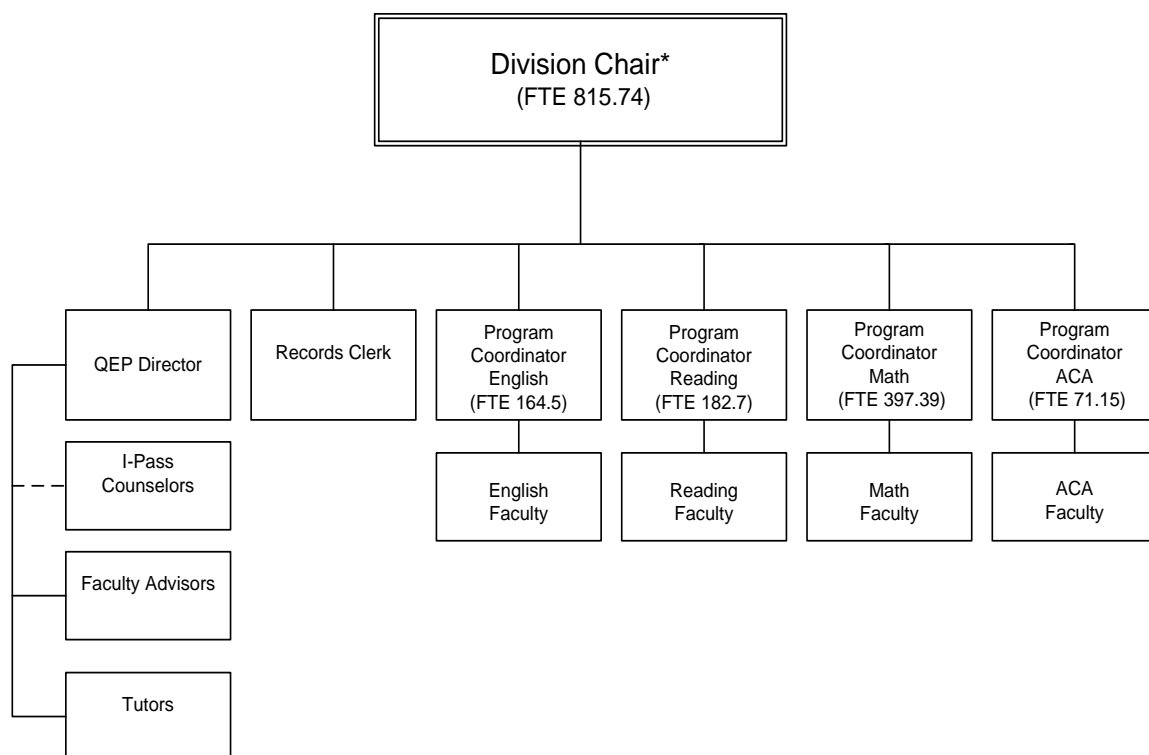 Division Chair*
(FTE 815.74)
QEP Director
Records Clerk
Program
Coordinator
English
(FTE 164.5)
Program
Coordinator
Reading
(FTE 182.7)
Program
Coordinator
Math
(FTE 397.39)
Program
Coordinator
ACA
(FTE 71.15)
I-Pass
Counselors
English
Faculty
Reading
Faculty
Math
Faculty
ACA
Faculty
Faculty Advisors
Tutors